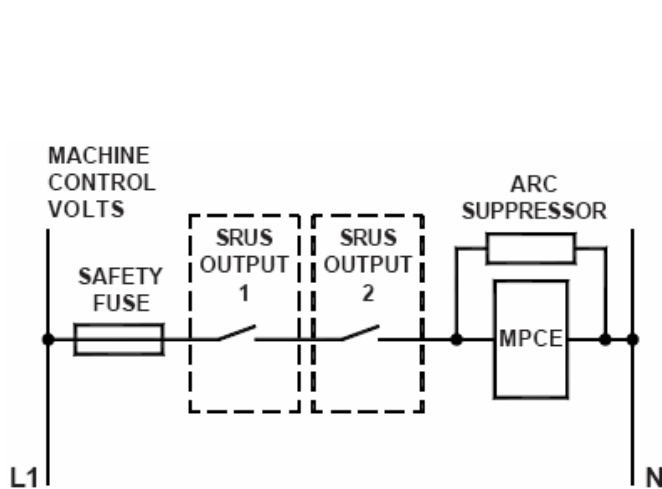 MACHINE
CONTROL
VOLTS
SAFETY
FUSE
SRUS
OUTPUT
1
SRUS
OUTPUT
2
ARC
SUPPRESSOR
MPCE
L1
N